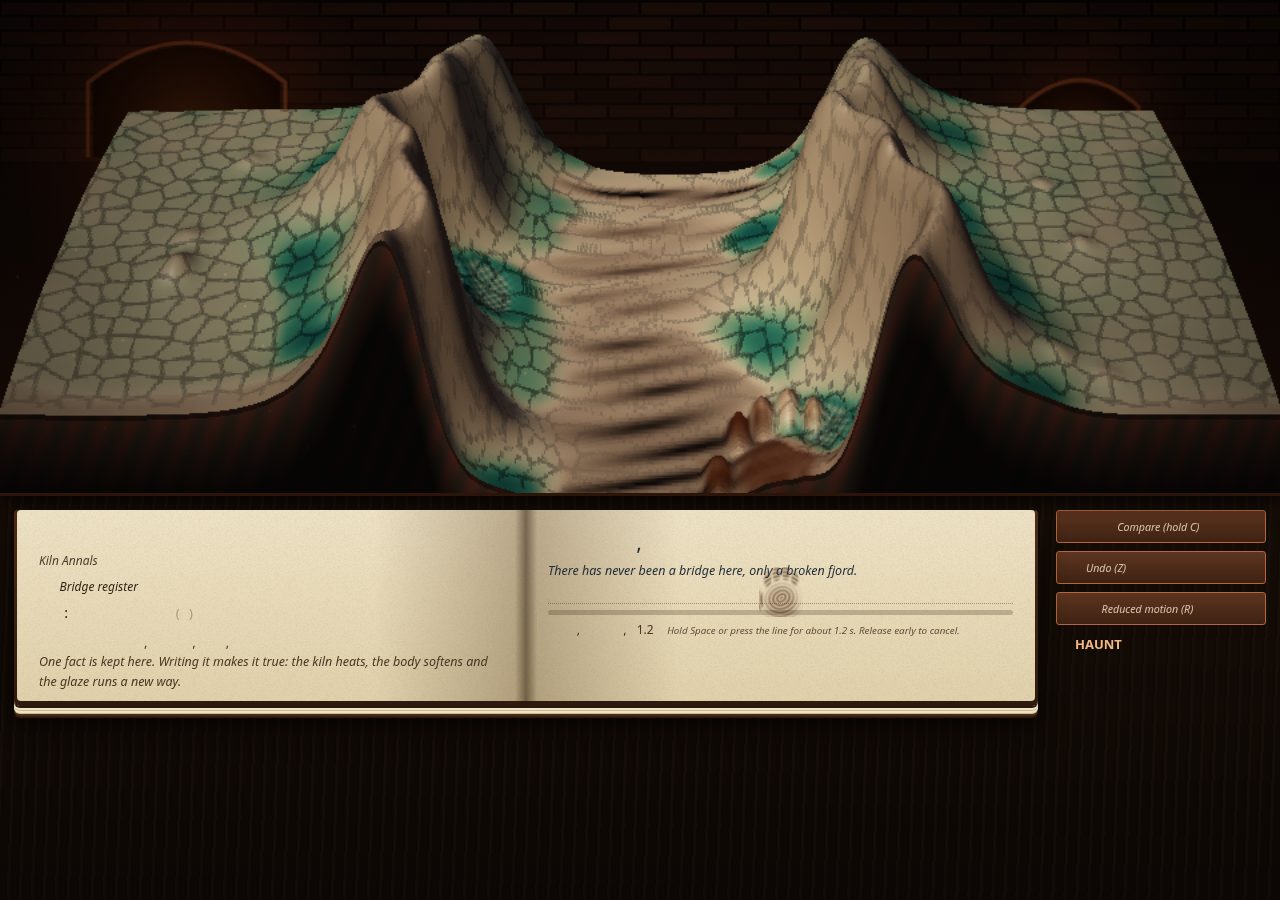 Kiln Annals
Bridge register
: ( )
, , ,
One fact is kept here. Writing it makes it true: the kiln heats, the body softens and
the glaze runs a new way.
,
There has never been a bridge here, only a broken fjord.
, , 1.2 Hold Space or press the line for about 1.2 s. Release early to cancel.
Compare (hold C)
Undo (Z)
Reduced motion (R)
HAUNT